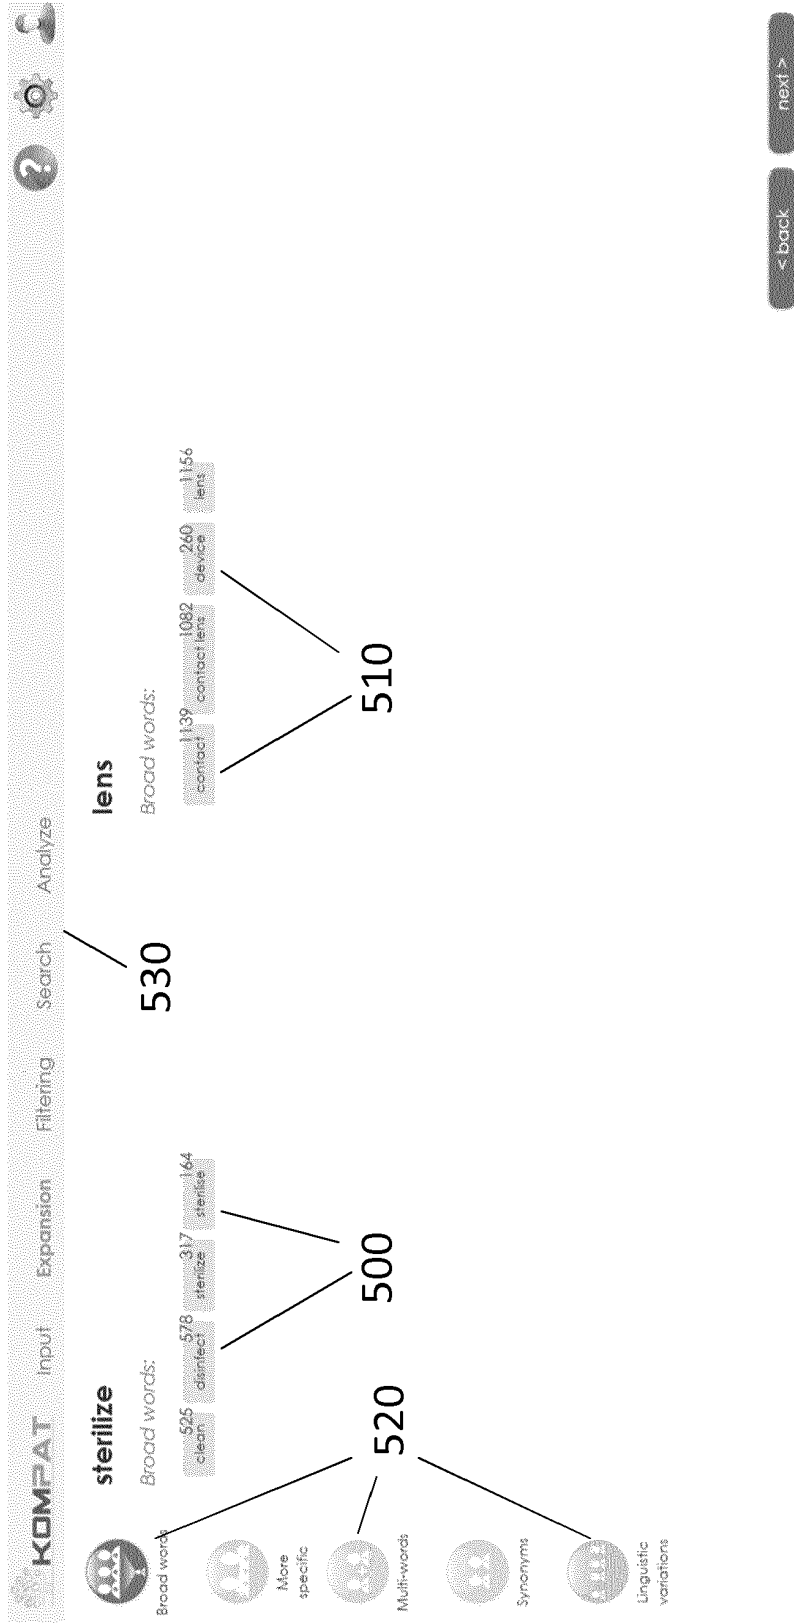 KOMPAT Input Expansion Filtering Search Analyze ?
sterilize
Broad words:
clean 525 disinfect 578 sterilize 317 sterilise 164
lens
Broad words:
contact 1139 contact lens 1082 device 260 lens 1156
Broad words
More
specific
Multi-words
Synonyms
Linguistic
variations
520
500
530
510
< back next >